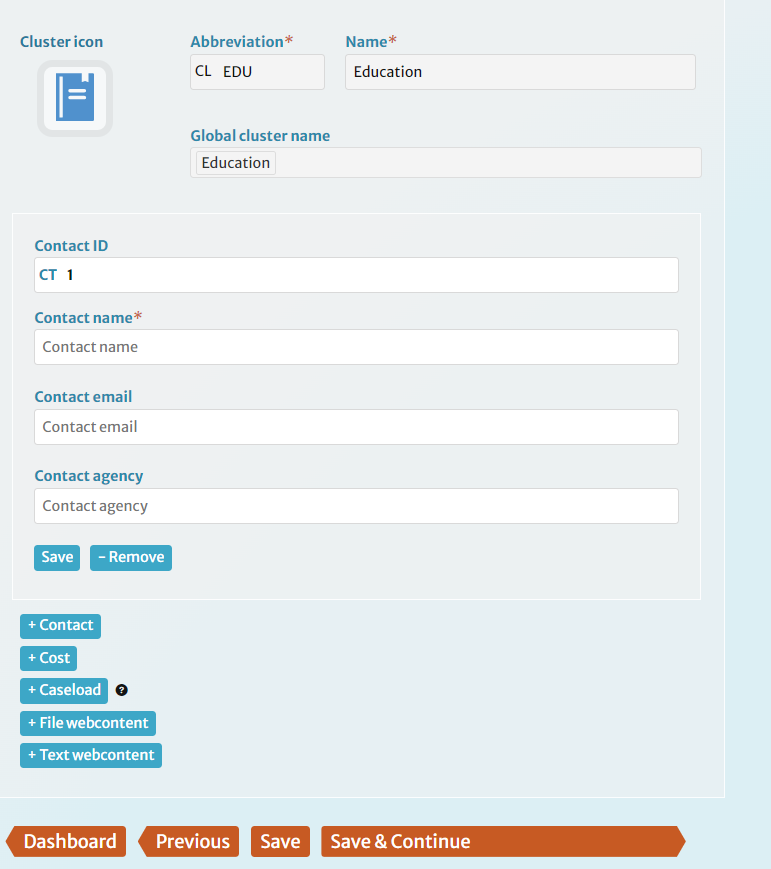 Cluster icon
Abbreviation*
Name*
CL EDU
Education
Global cluster name
Education
Contact ID
CT 1
Contact name*
Contact name
Contact email
Contact email
Contact agency
Contact agency
Save
- Remove
+ Contact
+ Cost
+ Caseload ?
+ File webcontent
+ Text webcontent
Dashboard
Previous
Save
Save & Continue